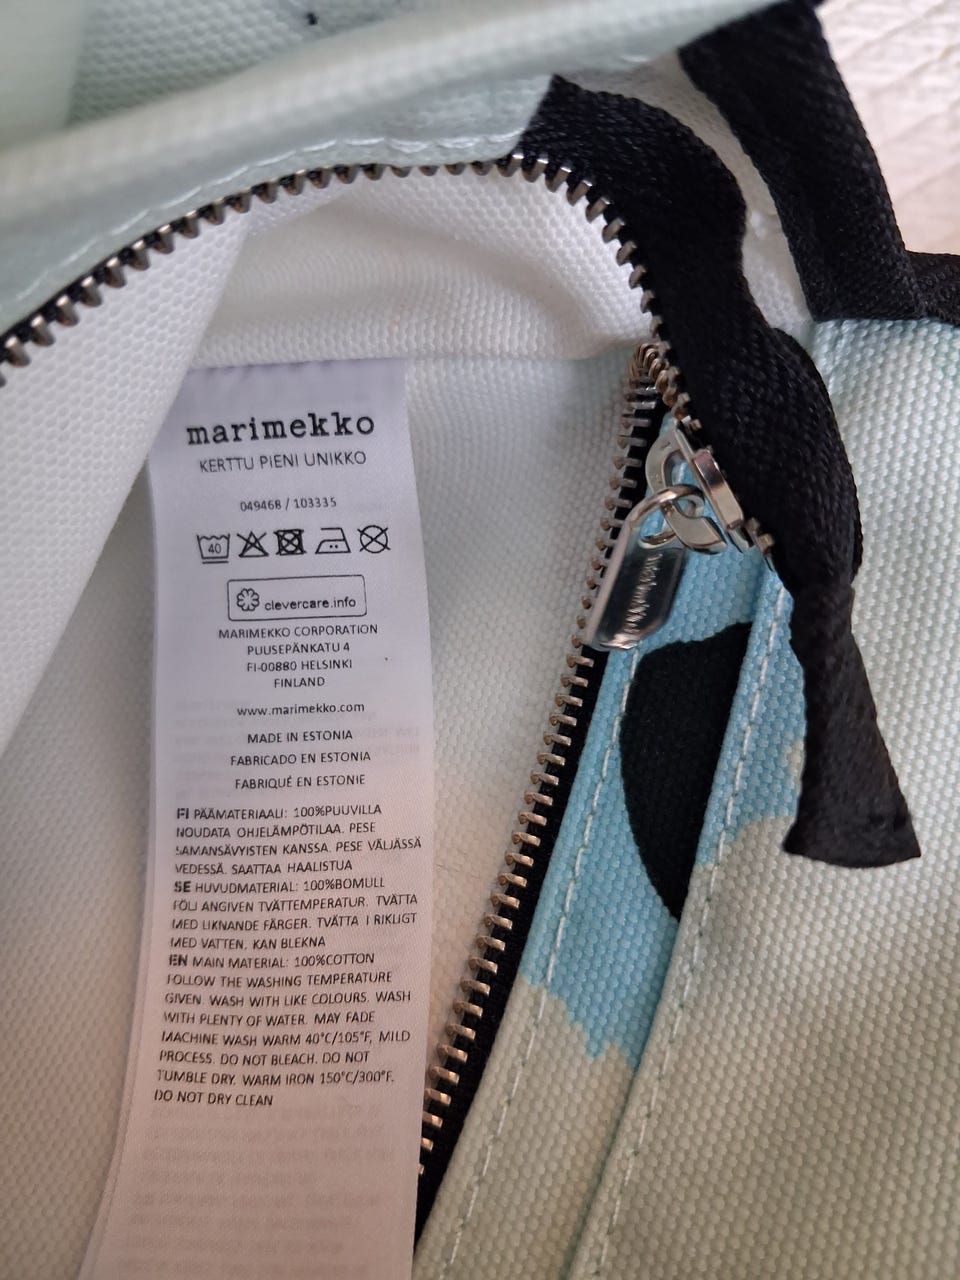 marimekko
KERTTU PIENI UNIKKO
049468 / 103335
40
clevercare.info
MARIMEKKO CORPORATION
PUUSEPÄNKATU 4
FI-00880 HELSINKI
FINLAND
www.marimekko.com
MADE IN ESTONIA
FABRICADO EN ESTONIA
FABRIQUÉ EN ESTONIE
FI PÄÄMATERIAALI: 100%PUUVILLA
NOUDATA OHJELÄMPÖTILAA. PESE
SAMANSÄVYISTEN KANSSA. PESE VÄLJÄSSÄ
VEDESSÄ. SAATTAA HAALISTUA
SE HUVUDMATERIAL: 100%BOMULL
FÖLJ ANGIVEN TVÄTTEMPERATUR. TVÄTTA
MED LIKNANDE FÄRGER. TVÄTTA I RIKLIGT
MED VATTEN. KAN BLEKNA
EN MAIN MATERIAL: 100%COTTON
FOLLOW THE WASHING TEMPERATURE
GIVEN. WASH WITH LIKE COLOURS. WASH
WITH PLENTY OF WATER. MAY FADE
MACHINE WASH WARM 40°C/105°F, MILD
PROCESS. DO NOT BLEACH. DO NOT
TUMBLE DRY. WARM IRON 150°C/300°F.
DO NOT DRY CLEAN
marimekko